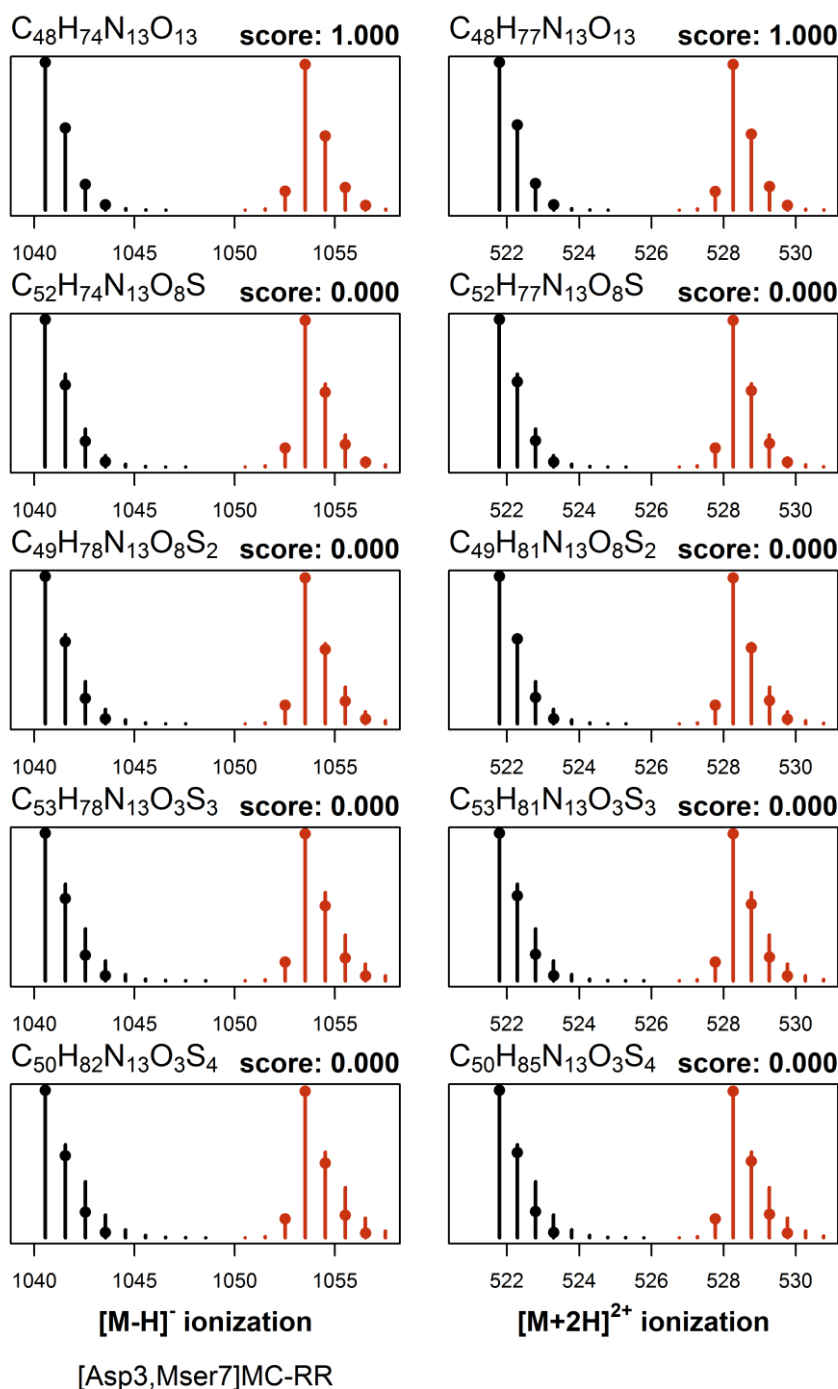 C48H74N13O13 score: 1.000 C48H77N13O13 score: 1.000
1040 1045 1050 1055 522 524 526 528 530
C52H74N13O8S score: 0.000 C52H77N13O8S score: 0.000
1040 1045 1050 1055 522 524 526 528 530
C49H78N13O8S2 score: 0.000 C49H81N13O8S2 score: 0.000
1040 1045 1050 1055 522 524 526 528 530
C53H78N13O3S3 score: 0.000 C53H81N13O3S3 score: 0.000
1040 1045 1050 1055 522 524 526 528 530
C50H82N13O3S4 score: 0.000 C50H85N13O3S4 score: 0.000
1040 1045 1050 1055 522 524 526 528 530
[M-H]- ionization [M+2H]2+ ionization
[Asp3,Mser7]MC-RR